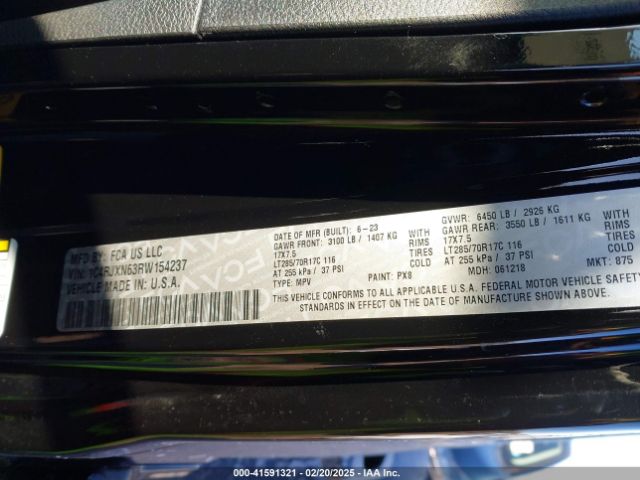 MFD BY: FCA US LLC
DATE OF MFR (BUILT): 6-23
GVWR: 6450 LB / 2926 KG
GAWR FRONT: 3100 LB / 1407 KG WITH
GAWR REAR: 3550 LB / 1611 KG WITH
17X7.5 RIMS
17X7.5 RIMS
LT285/70R17C 116 TIRES
LT285/70R17C 116 TIRES
AT 255 kPa / 37 PSI
AT 255 kPa / 37 PSI
VIN: 1C4RJXN63RW154237
TYPE: MPV
PAINT: PX8
MDH: 061218
MKT: 875
VEHICLE MADE IN: U.S.A.
THIS VEHICLE CONFORMS TO ALL APPLICABLE U.S.A. FEDERAL MOTOR VEHICLE SAFETY
STANDARDS IN EFFECT ON THE DATE OF MANUFACTURE SHOWN ABOVE.
000-41591321 | 02/20/2025 - IAA, Inc.